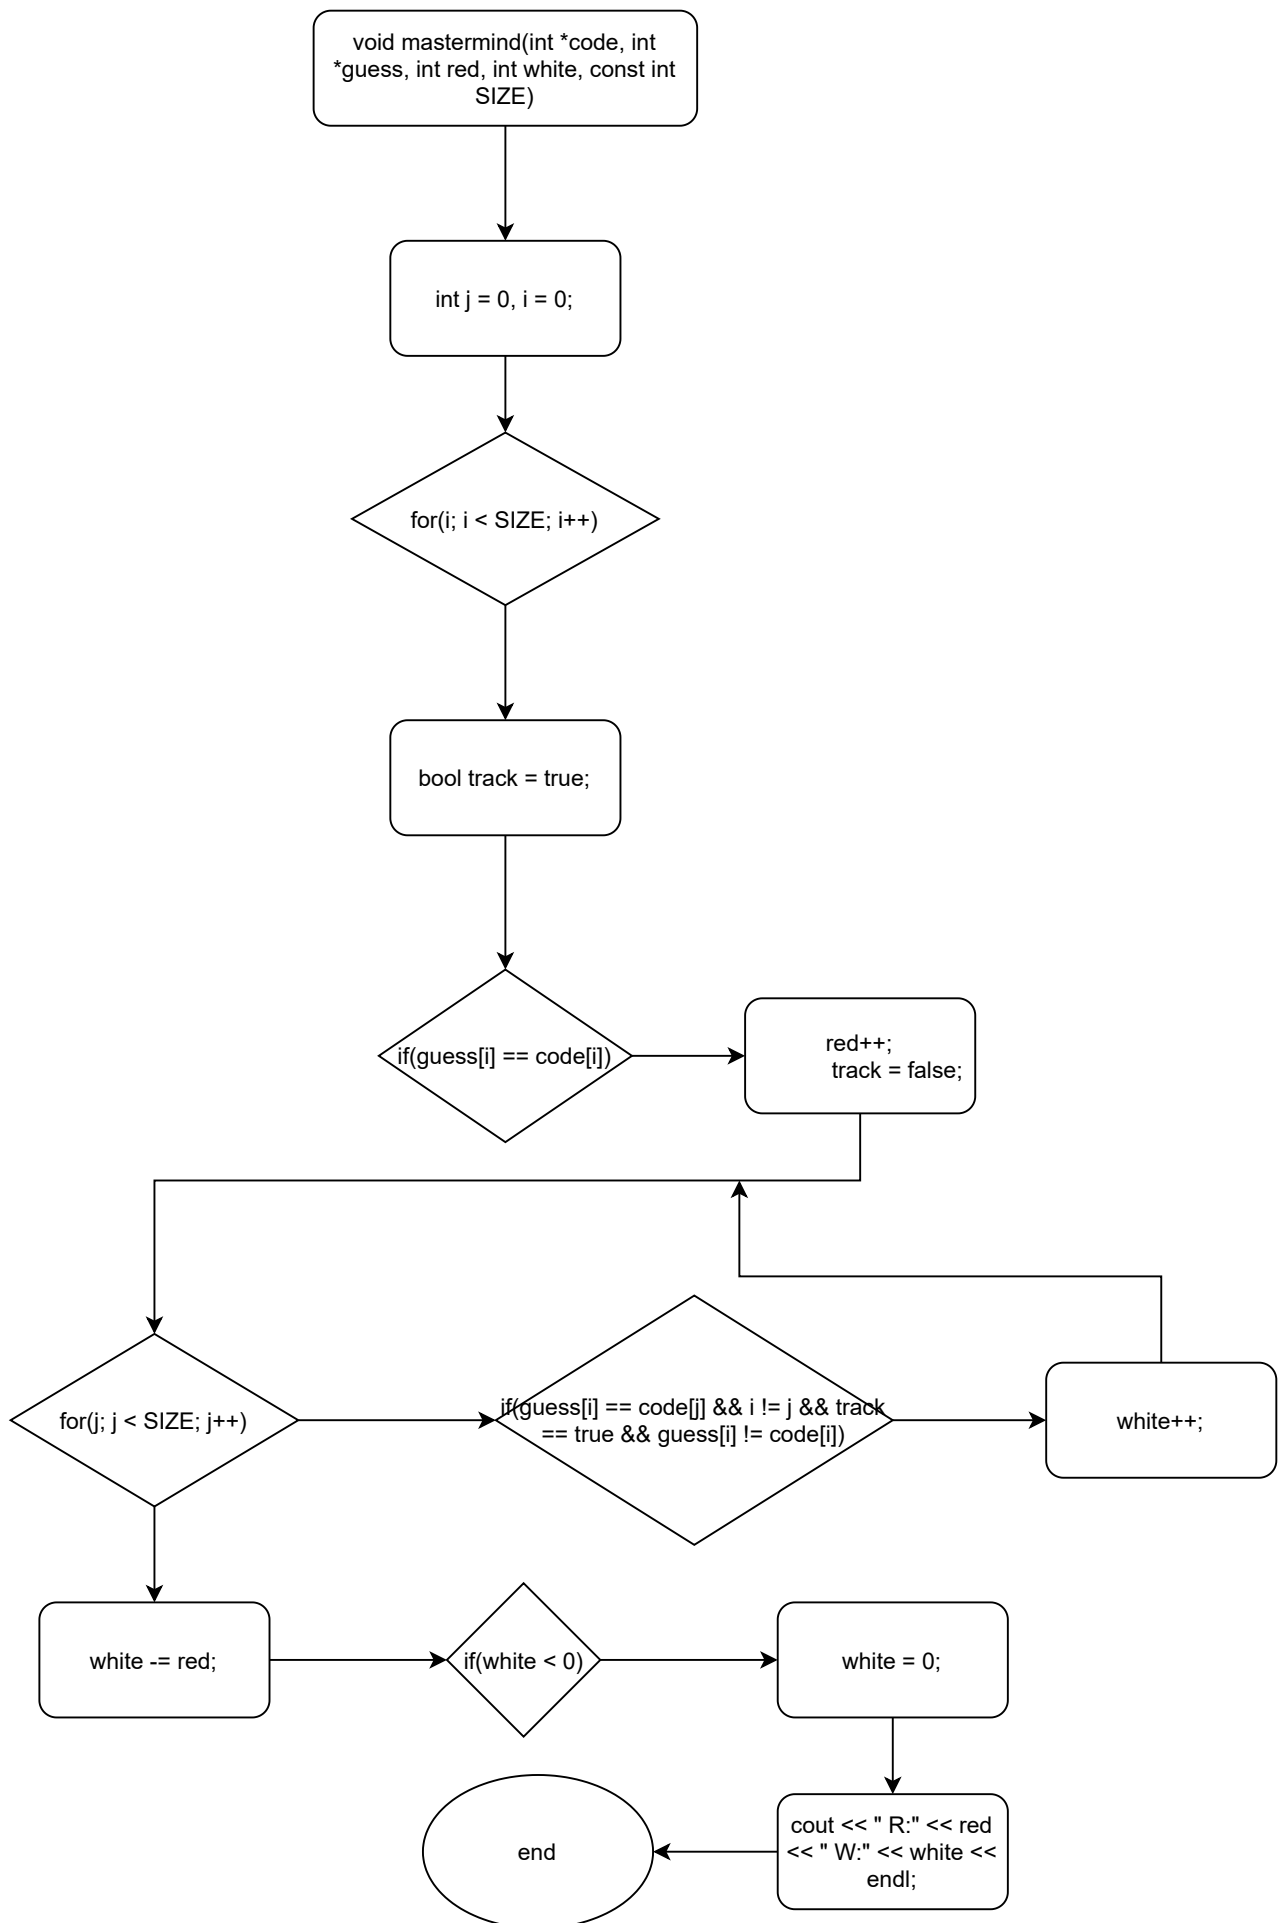 void mastermind(int *code, int
*guess, int red, int white, const int
SIZE)
int j = 0, i = 0;
for(i; i < SIZE; i++)
bool track = true;
if(guess[i] == code[i])
red++;
track = false;
for(j; j < SIZE; j++)
if(guess[i] == code[j] && i != j && track
== true && guess[i] != code[i])
white++;
white -= red;
if(white < 0)
white = 0;
cout << " R:" << red
<< " W:" << white <<
endl;
end